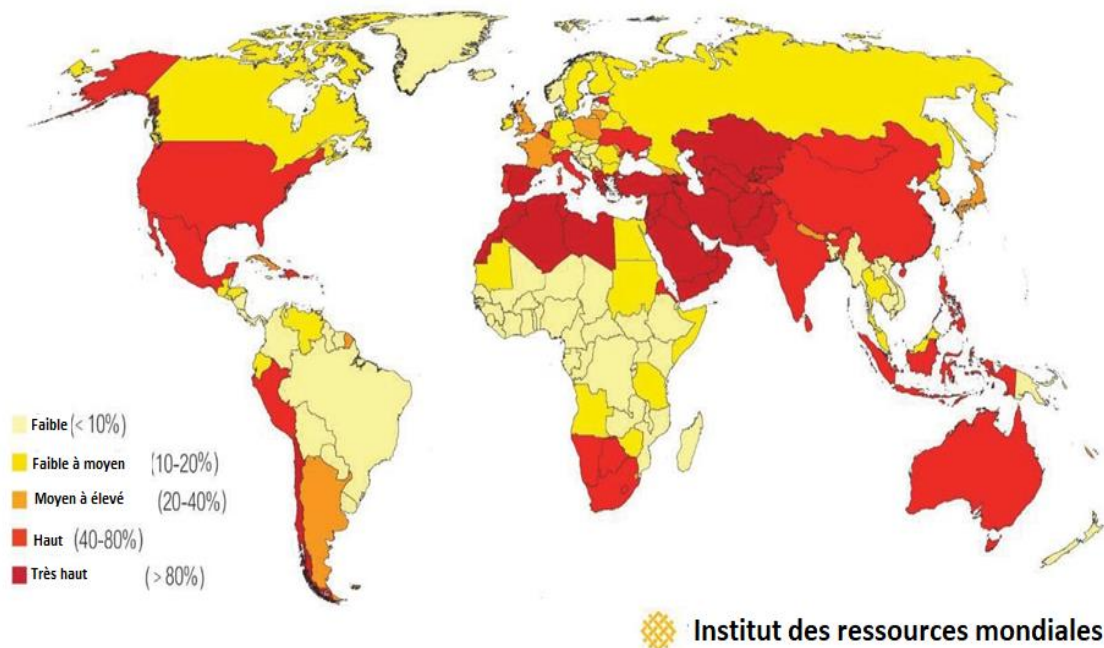 Faible (< 10%)
Faible à moyen (10-20%)
Moyen à élevé (20-40%)
Haut (40-80%)
Très haut (> 80%)
Institut des ressources mondiales